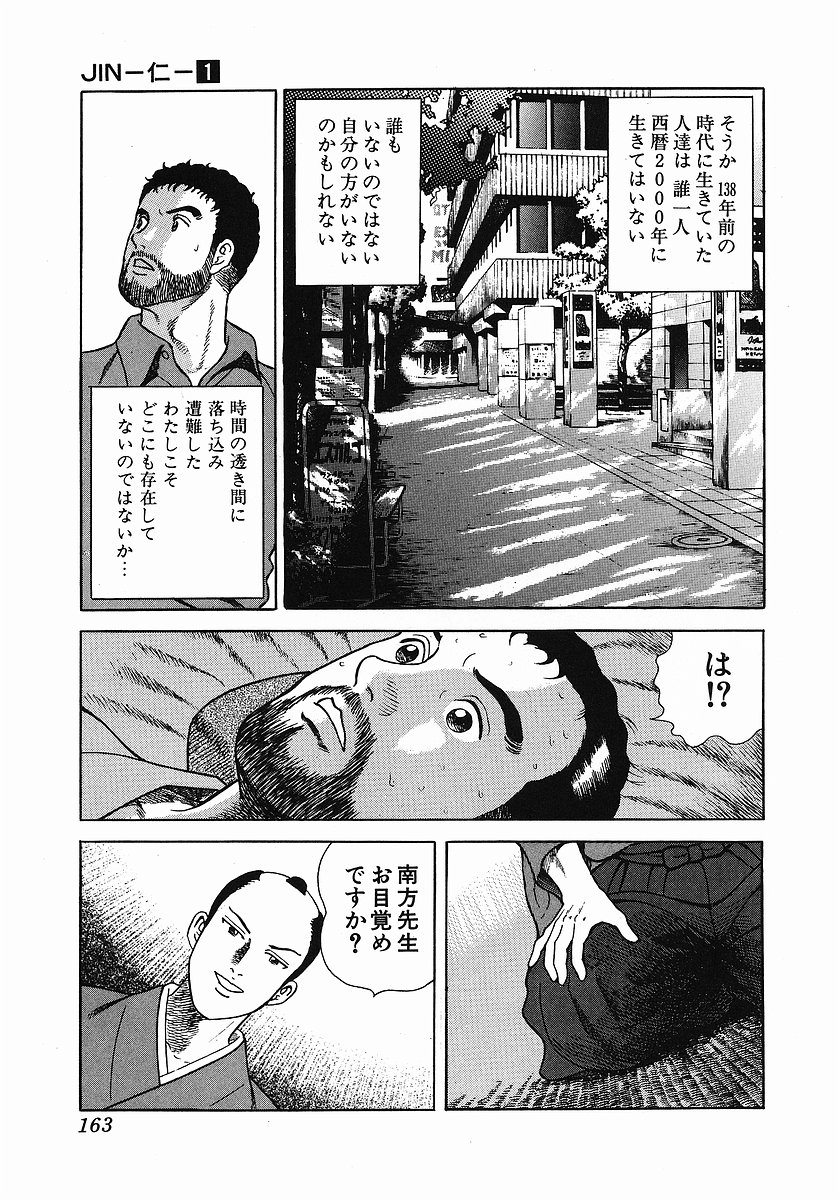 JIN－仁－1
そうか 138年前の
時代に生きていた
人達は 誰一人
西暦2000年に
生きてはいない
誰も
いないのではない
自分の方がいない
のかもしれない
時間の透き間に
落ち込み
遭難した
わたしこそ
どこにも存在して
いないのではないか…
は!?
南方先生
お目覚め
ですか?
163